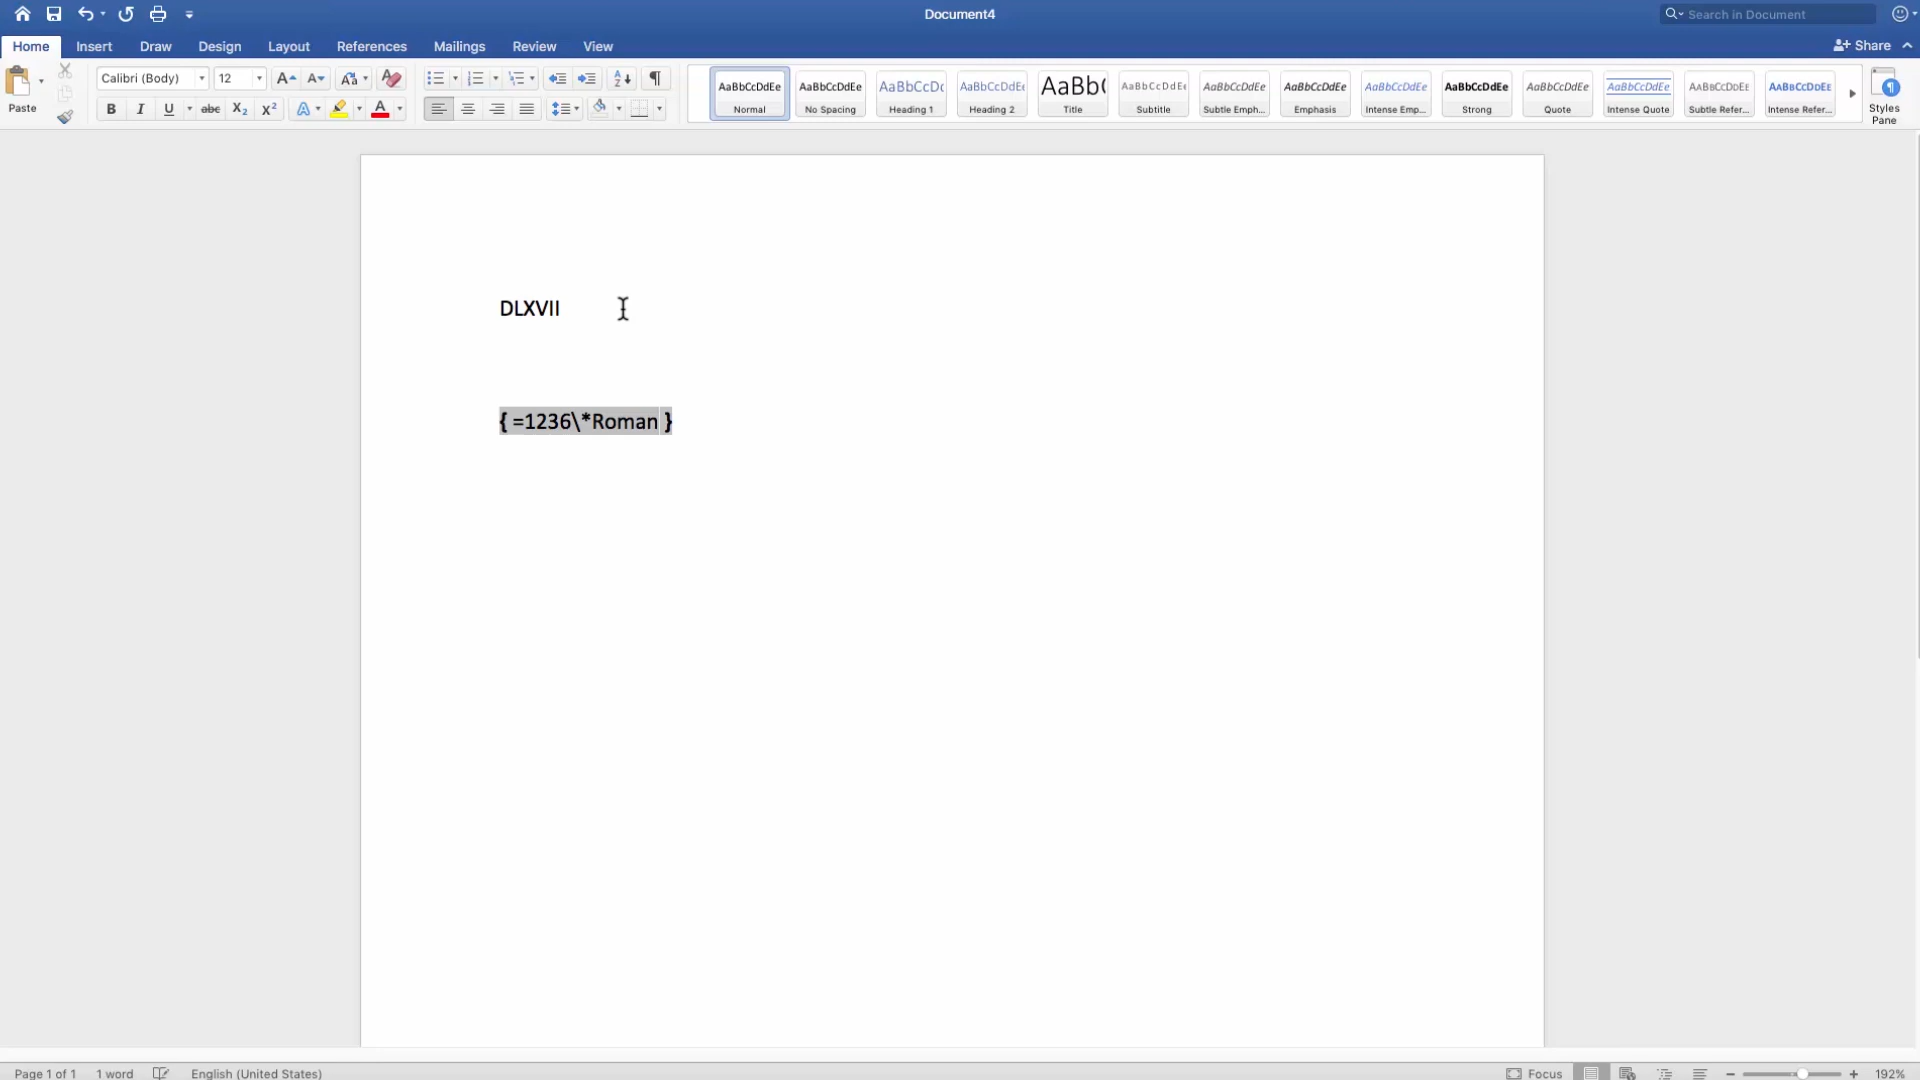 Document4
Search in Document
Home Insert Draw Design Layout References Mailings Review View
Share
Paste
Calibri (Body) 12
AaBbCcDdEe Normal
AaBbCcDdEe No Spacing
AaBbCcDc Heading 1
AaBbCcDdEe Heading 2
AaBb( Title
AaBbCcDdEe Subtitle
AaBbCcDdEe Subtle Emph...
AaBbCcDdEe Emphasis
AaBbCcDdEe Intense Emp...
AaBbCcDdEe Strong
AaBbCcDdEe Quote
AaBbCcDdEe Intense Quote
AaBbCcDdEe Subtle Refer...
AaBbCcDdEe Intense Refer...
Styles
Pane
B I U abc X2 X2 A A
DLXVII
{ =1236\*Roman }
Page 1 of 1 1 word English (United States) Focus 192%